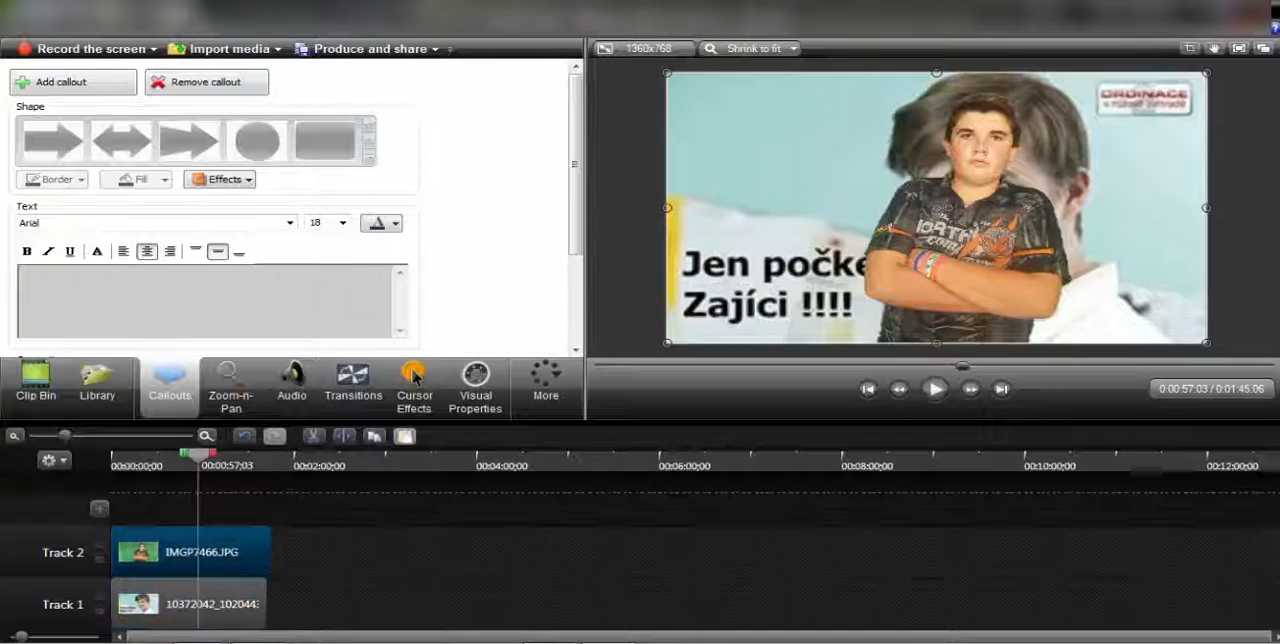 Record the screen
Import media
Produce and share
1360x768
Shrink to fit
Add callout
Remove callout
Shape
Border
Fill
Effects
Text
Arial
18
A
B
U
A
ORDINACE
v růžové zahradě
Jen počke
Zajíci !!!!
Clip Bin
Library
Callouts
Zoom-n-
Pan
Audio
Transitions
Cursor
Effects
Visual
Properties
More
0:00:57:03 / 0:01:45.06
00:00:00;00
00:00:57;03
00:02:00;00
00:04:00;00
00:06:00;00
00:08:00;00
00:10:00;00
00:12:00;00
Track 2
IMGP7466.JPG
Track 1
10372042_102044